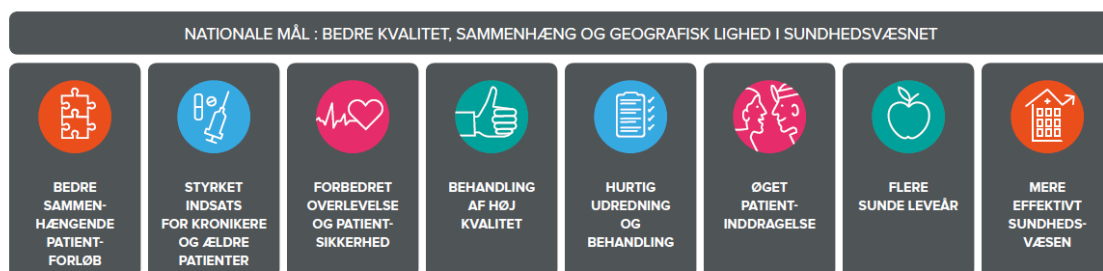 NATIONALE MÅL : BEDRE KVALITET, SAMMENHÆNG OG GEOGRAFISK LIGHED I SUNDHEDSVÆSNET
BEDRE
SAMMEN-
HÆNGENDE
PATIENT-
FORLØB
STYRKET
INDSATS
FOR KRONIKERE
OG ÆLDRE
PATIENTER
FORBEDRET
OVERLEVELSE
OG PATIENT-
SIKKERHED
BEHANDLING
AF HØJ
KVALITET
HURTIG
UDREDNING
OG
BEHANDLING
ØGET
PATIENT-
INDDRAGELSE
FLERE
SUNDE LEVEÅR
MERE
EFFEKTIVT
SUNDHEDS-
VÆSEN